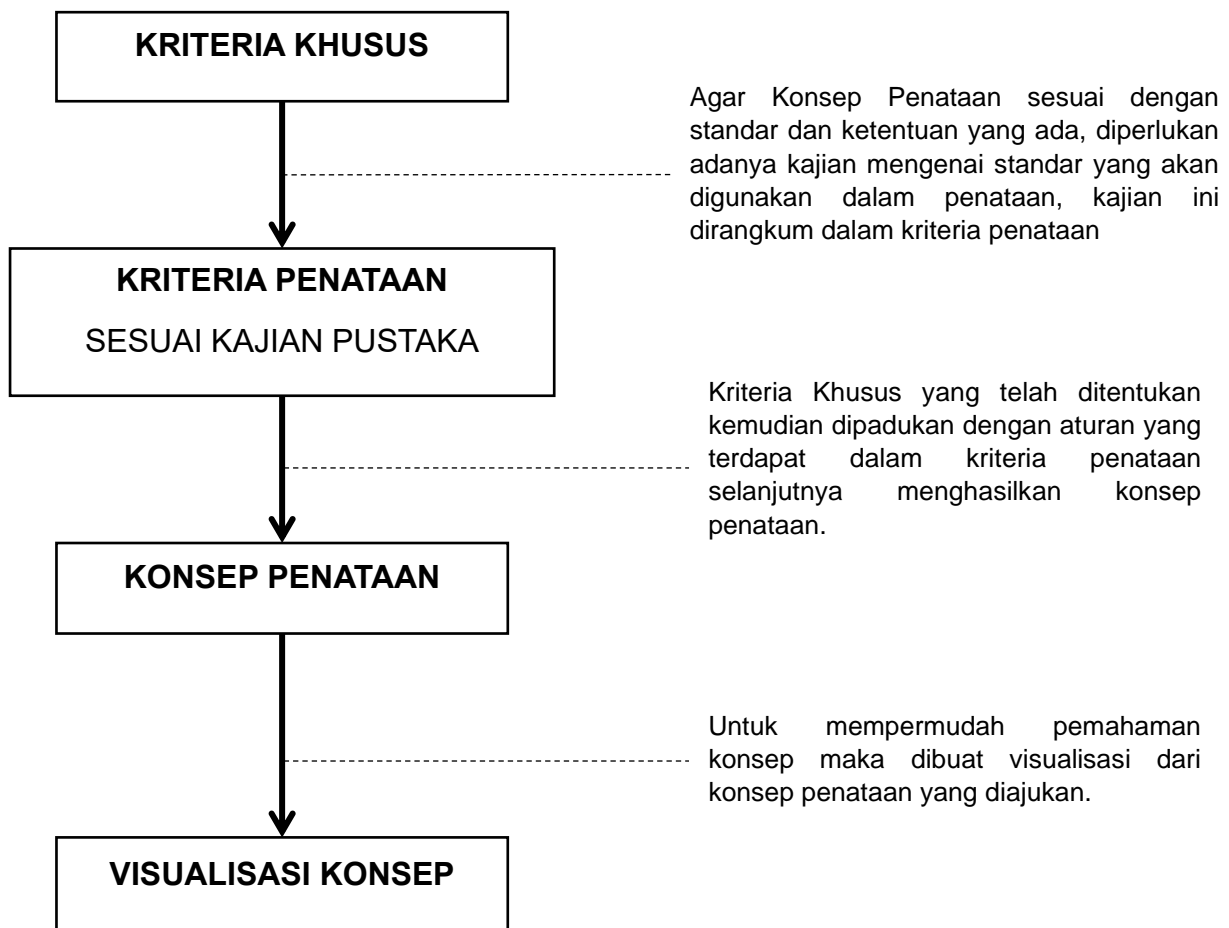 KRITERIA KHUSUS
Agar Konsep Penataan sesuai dengan
standar dan ketentuan yang ada, diperlukan
adanya kajian mengenai standar yang akan
digunakan dalam penataan, kajian ini
dirangkum dalam kriteria penataan
KRITERIA PENATAAN
SESUAI KAJIAN PUSTAKA
Kriteria Khusus yang telah ditentukan
kemudian dipadukan dengan aturan yang
terdapat dalam kriteria penataan
selanjutnya menghasilkan konsep
penataan.
KONSEP PENATAAN
Untuk mempermudah pemahaman
konsep maka dibuat visualisasi dari
konsep penataan yang diajukan.
VISUALISASI KONSEP